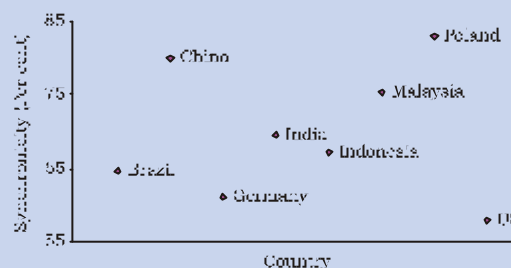 Synchronicity (Per cent)
85
Poland
China
75
Malaysia
India
Indonesia
65
Brazil
Germany
55
Country